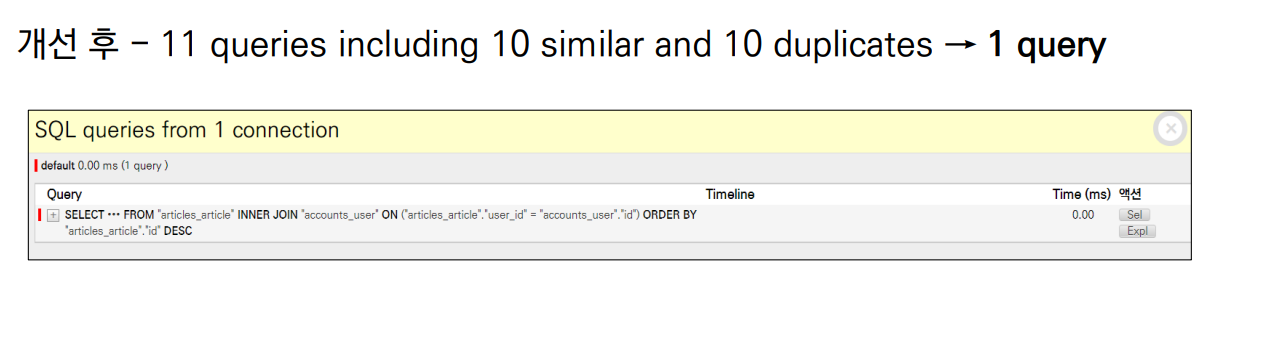 개선 후 – 11 queries including 10 similar and 10 duplicates → 1 query
SQL queries from 1 connection
default 0.00 ms (1 query )
Query Timeline Time (ms) 액션
+ SELECT ••• FROM "articles_article" INNER JOIN "accounts_user" ON ("articles_article"."user_id" = "accounts_user"."id") ORDER BY 0.00 Sel
"articles_article"."id" DESC Expl